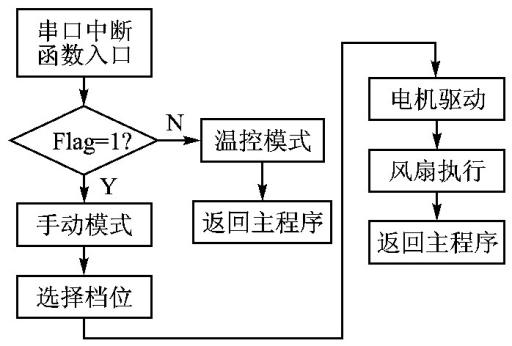 串口中断
函数入口
Flag=1?
N
温控模式
返回主程序
Y
手动模式
选择档位
电机驱动
风扇执行
返回主程序